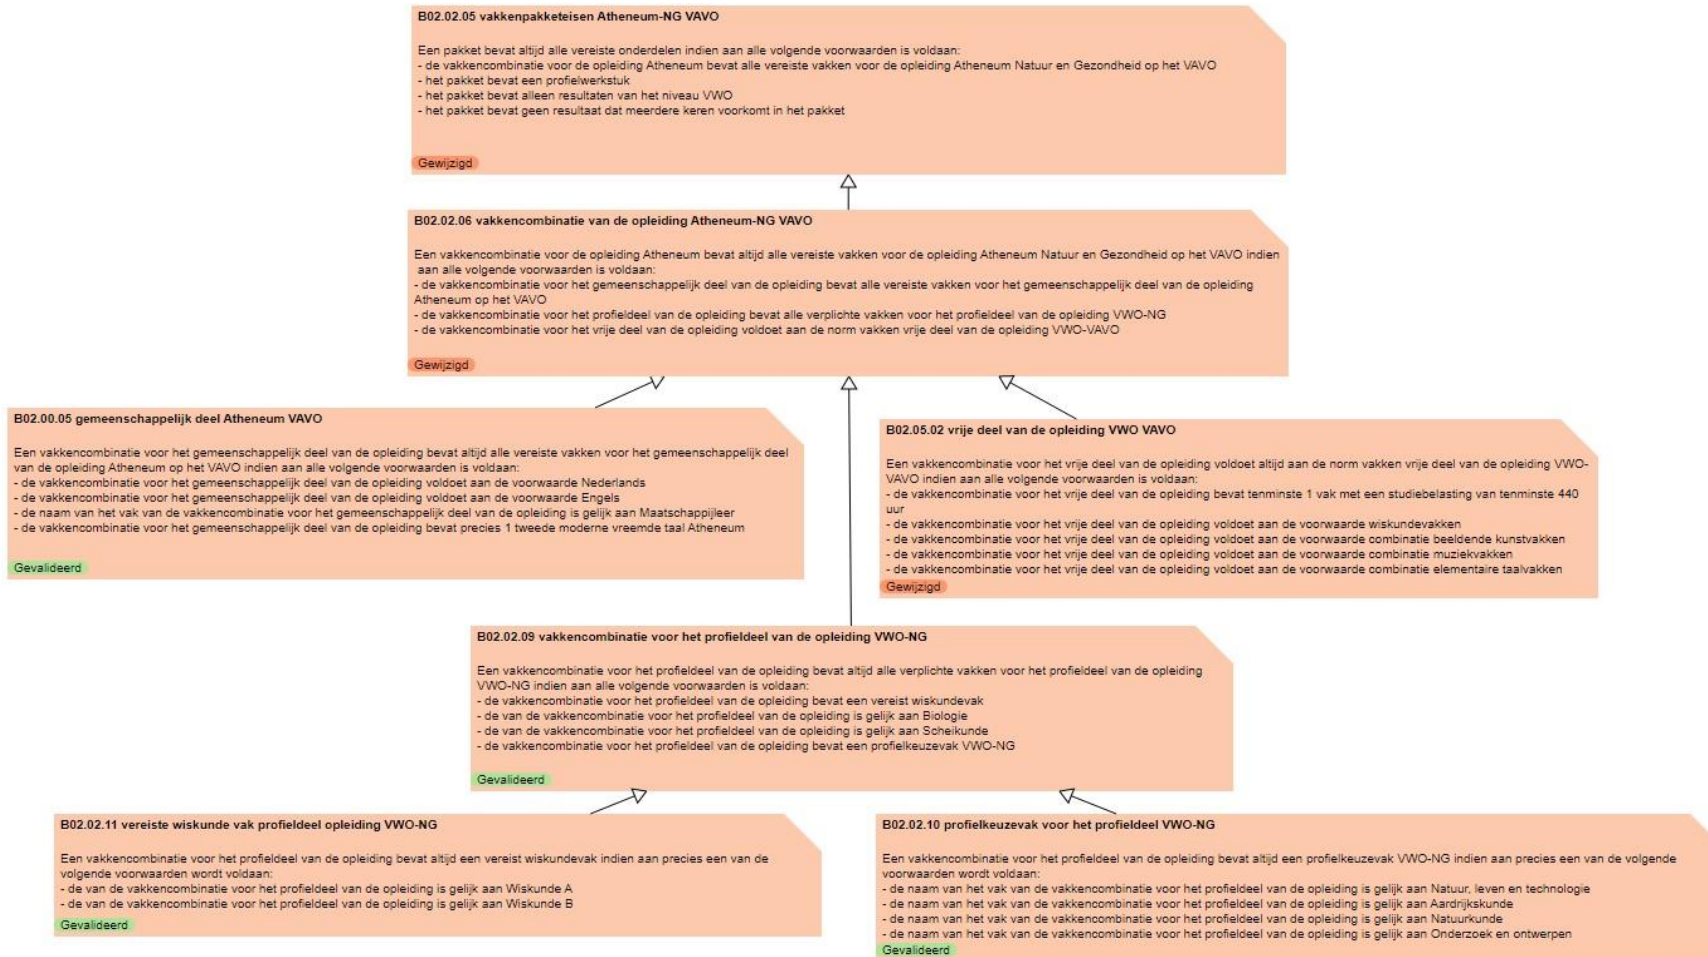 B02.02.05 vakkenpakketeisen Atheneum-NG VAVO
Een pakket bevat altijd alle vereiste onderdelen indien aan alle volgende voorwaarden is voldaan:
- de vakkencombinatie voor de opleiding Atheneum bevat alle vereiste vakken voor de opleiding Atheneum Natuur en Gezondheid op het VAVO
- het pakket bevat een profielwerkstuk
- het pakket bevat alleen resultaten van het niveau VWO
- het pakket bevat geen resultaat dat meerdere keren voorkomt in het pakket
Gewijzigd
B02.02.06 vakkencombinatie van de opleiding Atheneum-NG VAVO
Een vakkencombinatie voor de opleiding Atheneum bevat altijd alle vereiste vakken voor de opleiding Atheneum Natuur en Gezondheid op het VAVO indien
aan alle volgende voorwaarden is voldaan:
- de vakkencombinatie voor het gemeenschappelijk deel van de opleiding bevat alle vereiste vakken voor het gemeenschappelijk deel van de opleiding
Atheneum op het VAVO
- de vakkencombinatie voor het profieldeel van de opleiding bevat alle verplichte vakken voor het profieldeel van de opleiding VWO-NG
- de vakkencombinatie voor het vrije deel van de opleiding voldoet aan de norm vakken vrije deel van de opleiding VWO-VAVO
Gewijzigd
B02.00.05 gemeenschappelijk deel Atheneum VAVO
Een vakkencombinatie voor het gemeenschappelijk deel van de opleiding bevat altijd alle vereiste vakken voor het gemeenschappelijk deel
van de opleiding Atheneum op het VAVO indien aan alle volgende voorwaarden is voldaan:
- de vakkencombinatie voor het gemeenschappelijk deel van de opleiding voldoet aan de voorwaarde Nederlands
- de vakkencombinatie voor het gemeenschappelijk deel van de opleiding voldoet aan de voorwaarde Engels
- de naam van het vak van de vakkencombinatie voor het gemeenschappelijk deel van de opleiding is gelijk aan Maatschappijleer
- de vakkencombinatie voor het gemeenschappelijk deel van de opleiding bevat precies 1 tweede moderne vreemde taal Atheneum
Gevalideerd
B02.05.02 vrije deel van de opleiding VWO VAVO
Een vakkencombinatie voor het vrije deel van de opleiding voldoet altijd aan de norm vakken vrije deel van de opleiding VWO-
VAVO indien aan alle volgende voorwaarden is voldaan:
- de vakkencombinatie voor het vrije deel van de opleiding bevat tenminste 1 vak met een studiebelasting van tenminste 440
uur
- de vakkencombinatie voor het vrije deel van de opleiding voldoet aan de voorwaarde wiskundevakken
- de vakkencombinatie voor het vrije deel van de opleiding voldoet aan de voorwaarde combinatie beeldende kunstvakken
- de vakkencombinatie voor het vrije deel van de opleiding voldoet aan de voorwaarde combinatie muziekvakken
- de vakkencombinatie voor het vrije deel van de opleiding voldoet aan de voorwaarde combinatie elementaire taalvakken
Gewijzigd
B02.02.09 vakkencombinatie voor het profieldeel van de opleiding VWO-NG
Een vakkencombinatie voor het profieldeel van de opleiding bevat altijd alle verplichte vakken voor het profieldeel van de opleiding
VWO-NG indien aan alle volgende voorwaarden is voldaan:
- de vakkencombinatie voor het profieldeel van de opleiding bevat een vereist wiskundevak
- de van de vakkencombinatie voor het profieldeel van de opleiding is gelijk aan Biologie
- de van de vakkencombinatie voor het profieldeel van de opleiding is gelijk aan Scheikunde
- de vakkencombinatie voor het profieldeel van de opleiding bevat een profielkeuzevak VWO-NG
Gevalideerd
B02.02.11 vereiste wiskunde vak profieldeel opleiding VWO-NG
Een vakkencombinatie voor het profieldeel van de opleiding bevat altijd een vereist wiskundevak indien aan precies een van de
volgende voorwaarden wordt voldaan:
- de van de vakkencombinatie voor het profieldeel van de opleiding is gelijk aan Wiskunde A
- de van de vakkencombinatie voor het profieldeel van de opleiding is gelijk aan Wiskunde B
Gevalideerd
B02.02.10 profielkeuzevak voor het profieldeel VWO-NG
Een vakkencombinatie voor het profieldeel van de opleiding bevat altijd een profielkeuzevak VWO-NG indien aan precies een van de volgende
voorwaarden wordt voldaan:
- de naam van het vak van de vakkencombinatie voor het profieldeel van de opleiding is gelijk aan Natuur, leven en technologie
- de naam van het vak van de vakkencombinatie voor het profieldeel van de opleiding is gelijk aan Aardrijkskunde
- de naam van het vak van de vakkencombinatie voor het profieldeel van de opleiding is gelijk aan Natuurkunde
- de naam van het vak van de vakkencombinatie voor het profieldeel van de opleiding is gelijk aan Onderzoek en ontwerpen
Gevalideerd